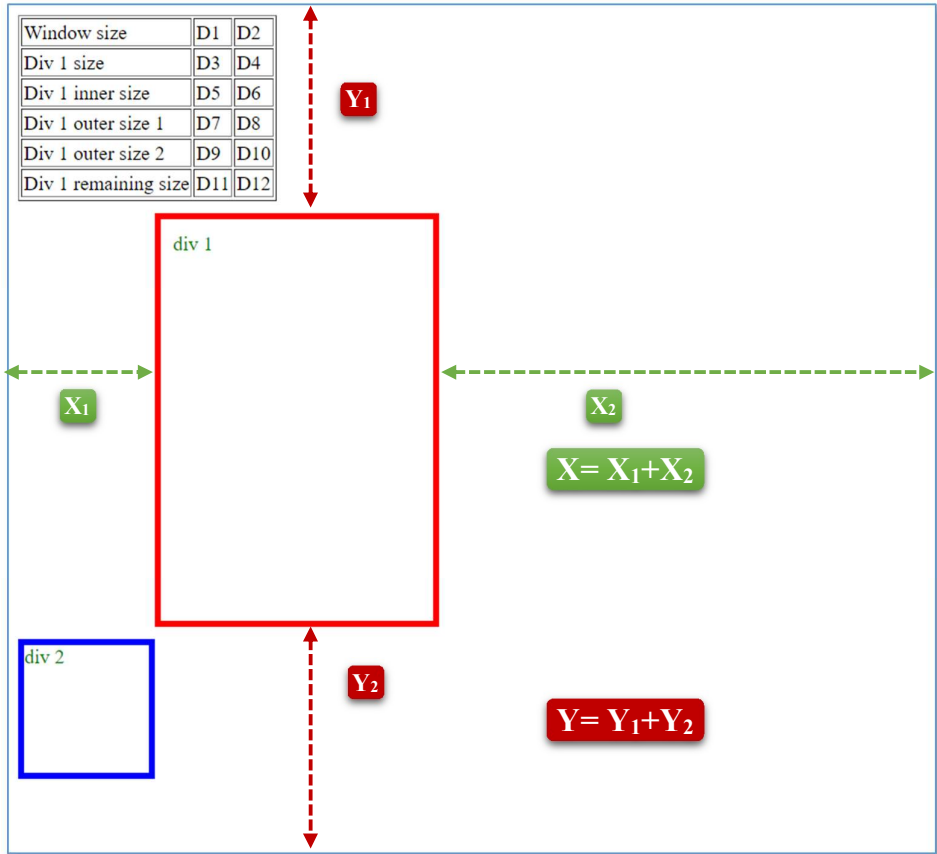 Window size D1 D2
Div 1 size D3 D4
Div 1 inner size D5 D6
Div 1 outer size 1 D7 D8
Div 1 outer size 2 D9 D10
Div 1 remaining size D11 D12
Y₁
div 1
X₁
X₂
X= X₁+X₂
div 2
Y₂
Y= Y₁+Y₂